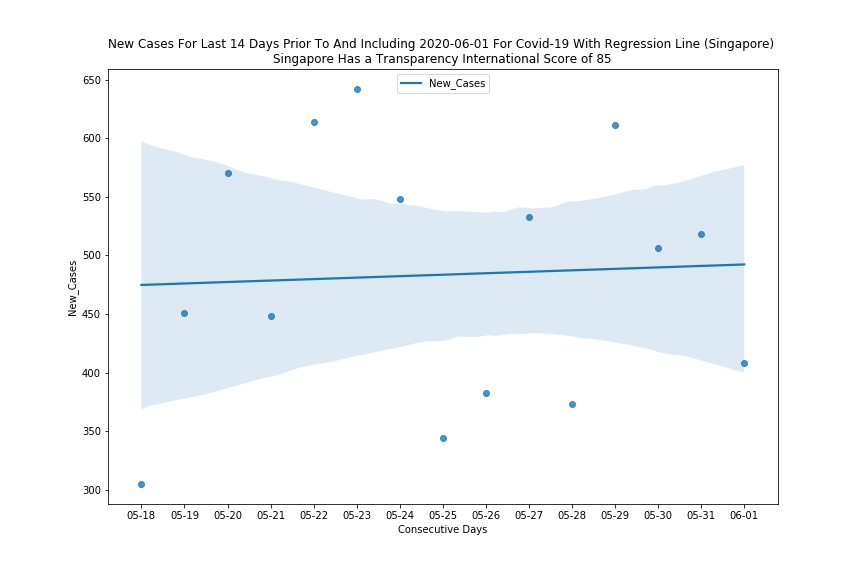 New Cases For Last 14 Days Prior To And Including 2020-06-01 For Covid-19 With Regression Line (Singapore)
Singapore Has a Transparency International Score of 85
New_Cases
650
600
550
500
450
400
350
300
New_Cases
05-18 05-19 05-20 05-21 05-22 05-23 05-24 05-25 05-26 05-27 05-28 05-29 05-30 05-31 06-01
Consecutive Days